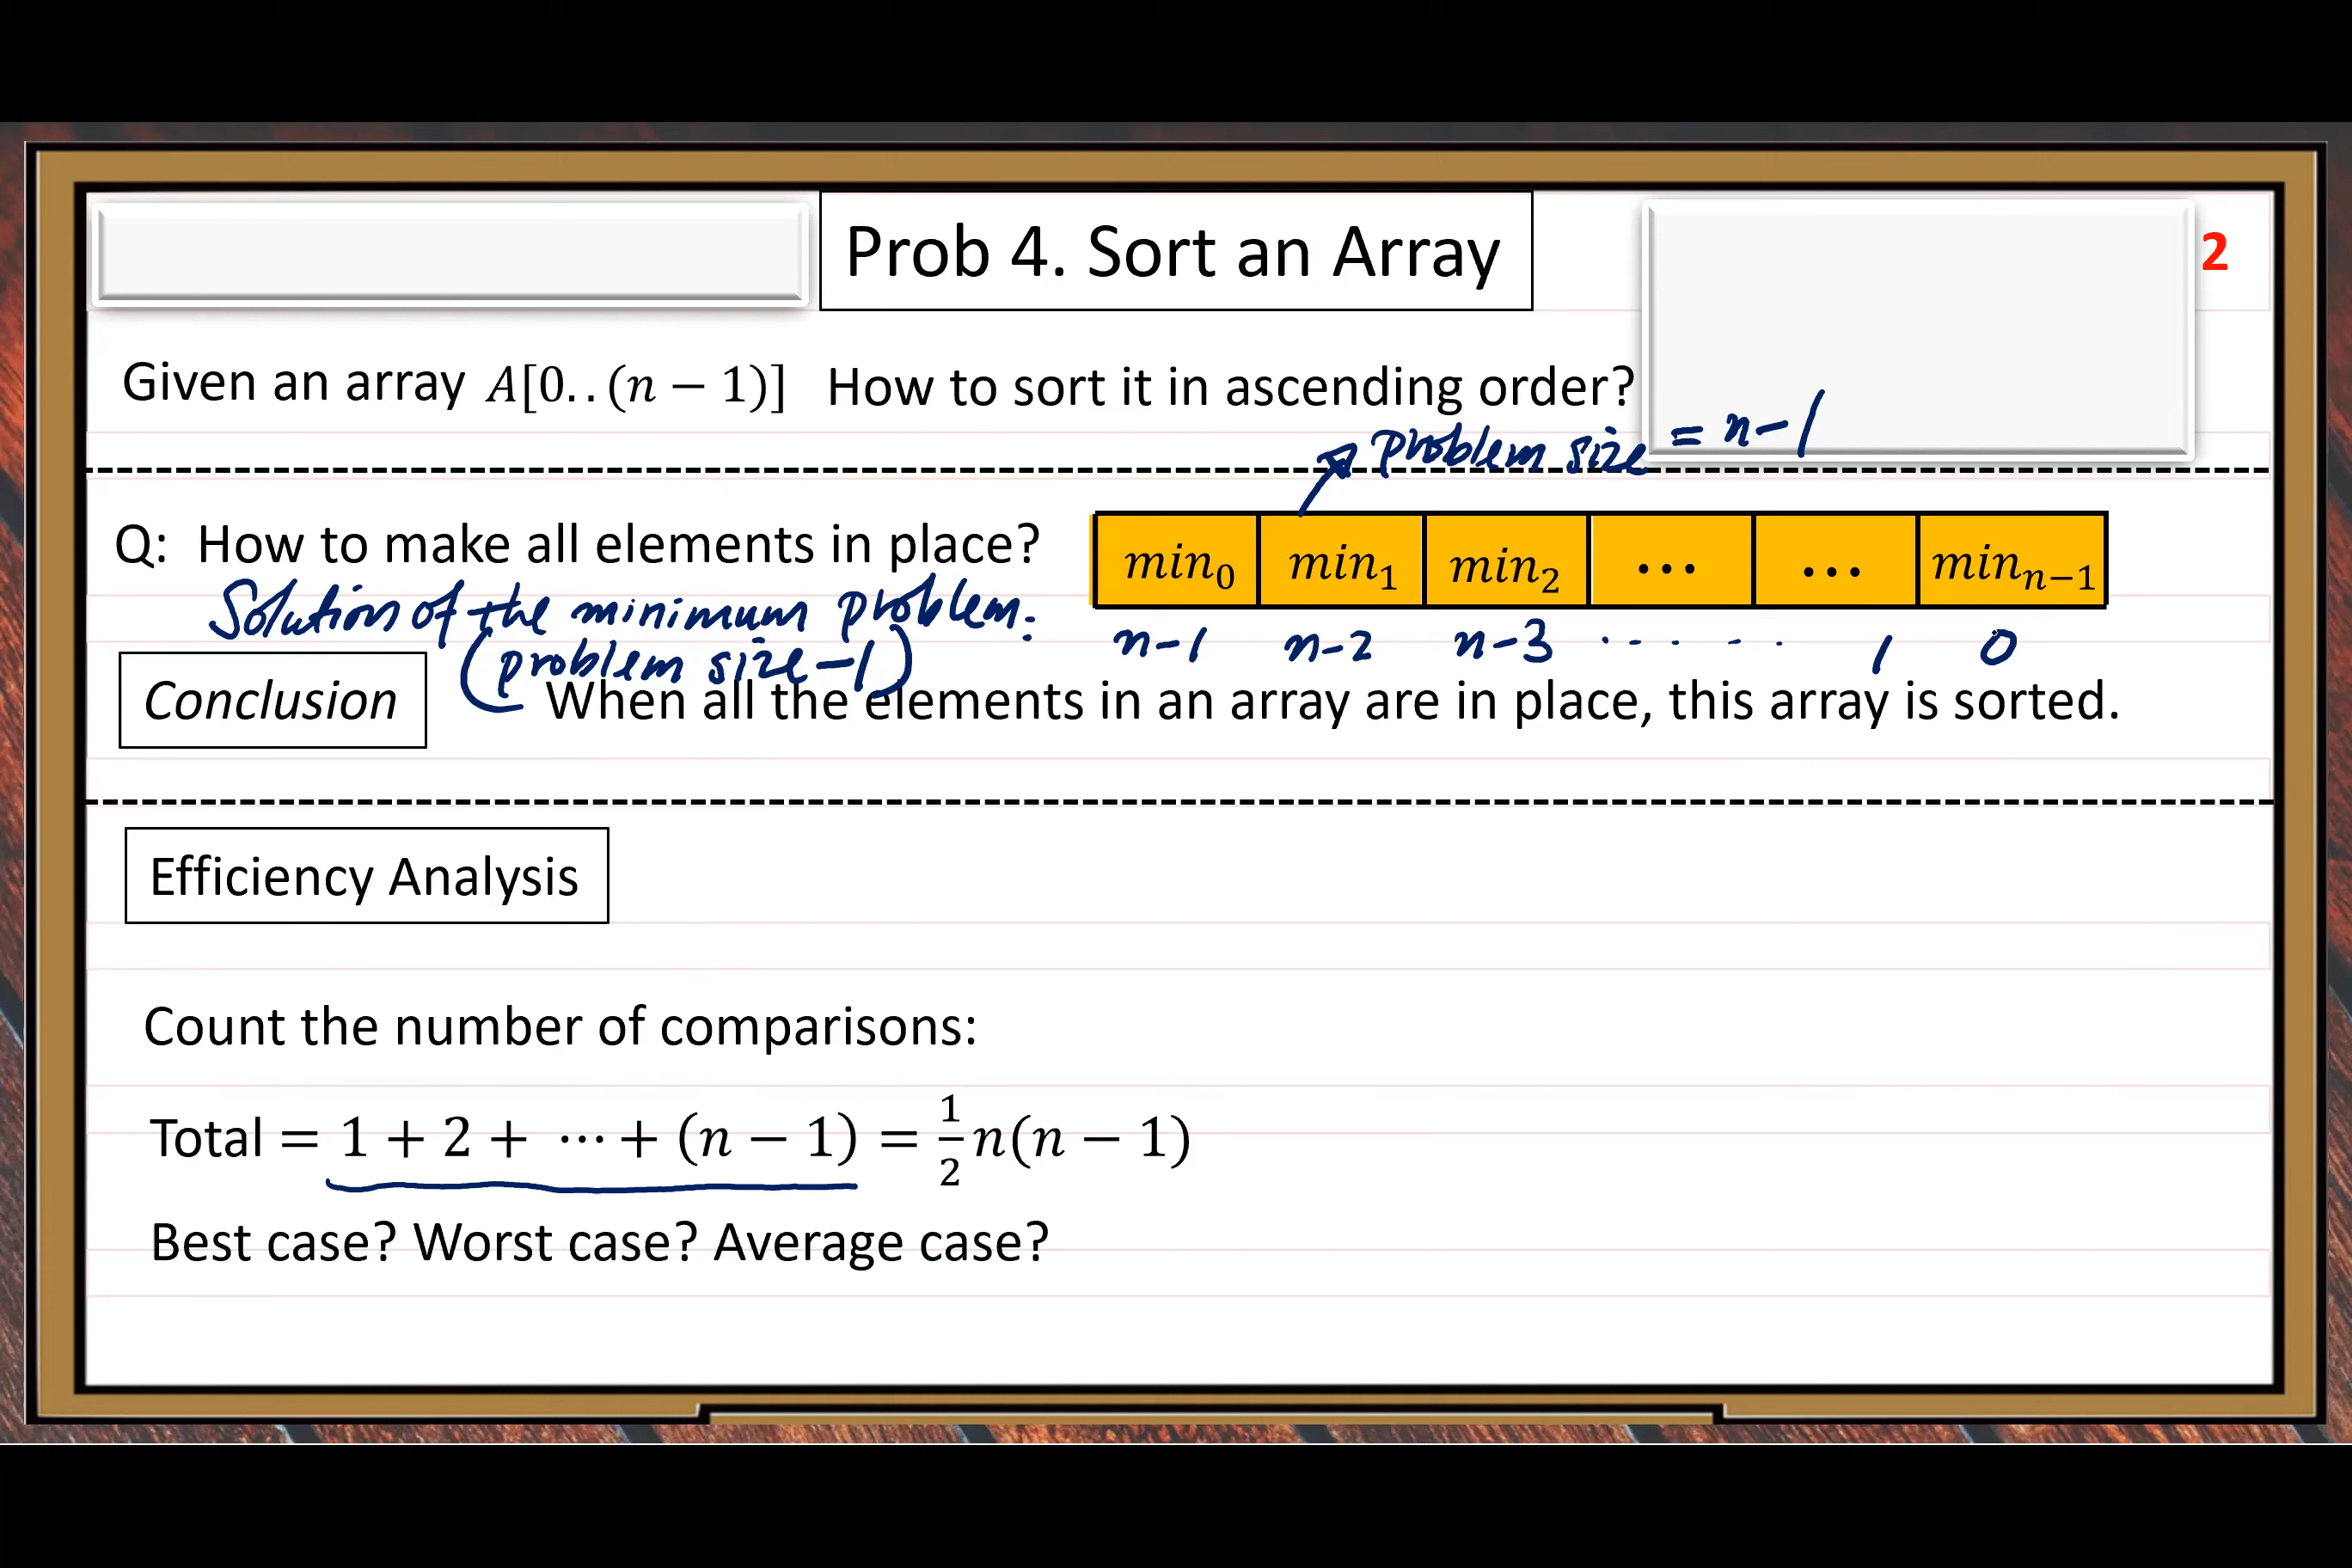 Prob 4. Sort an Array
2
Given an array A[0. . (n − 1)] How to sort it in ascending order?
problem size = n-1
Q: How to make all elements in place?
min₀ min₁ min₂ ⋯ ⋯ minₙ₋₁
Solution of the minimum problem:
n-1 n-2 n-3 . . . . . 1 0
(problem size-1)
Conclusion When all the elements in an array are in place, this array is sorted.
Efficiency Analysis
Count the number of comparisons:
Total = 1 + 2 + ⋯ + (n − 1) = 1/2 n(n − 1)
Best case? Worst case? Average case?